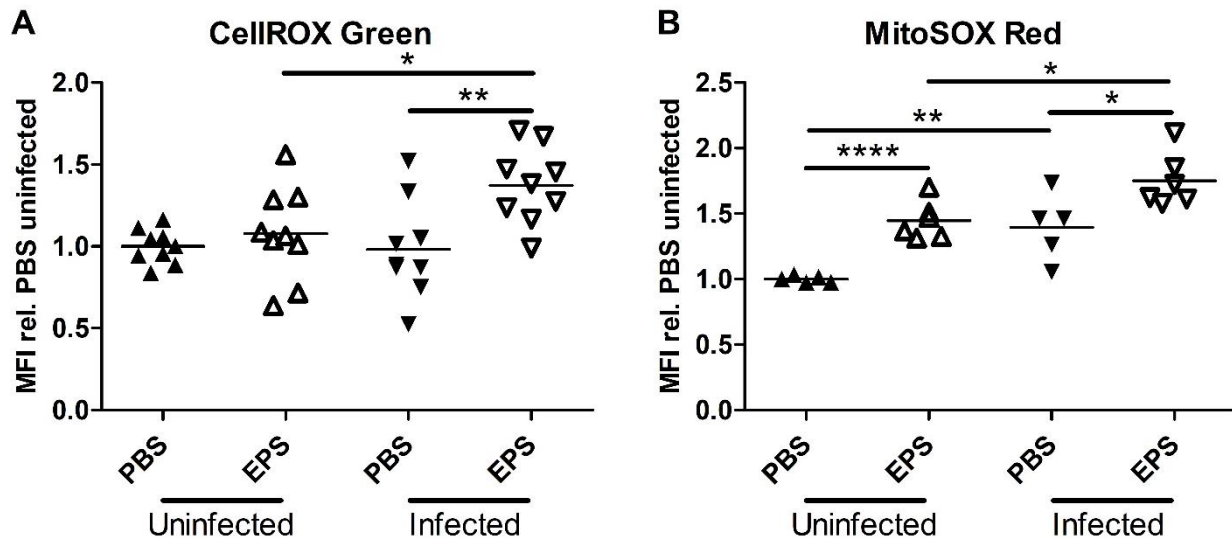 A
CellROX Green
MFI rel. PBS uninfected
2.0
1.5
1.0
0.5
0.0
*
**
PBS
EPS
PBS
EPS
Uninfected
Infected
B
MitoSOX Red
MFI rel. PBS uninfected
2.5
2.0
1.5
1.0
0.5
0.0
*
*
**
****
PBS
EPS
PBS
EPS
Uninfected
Infected